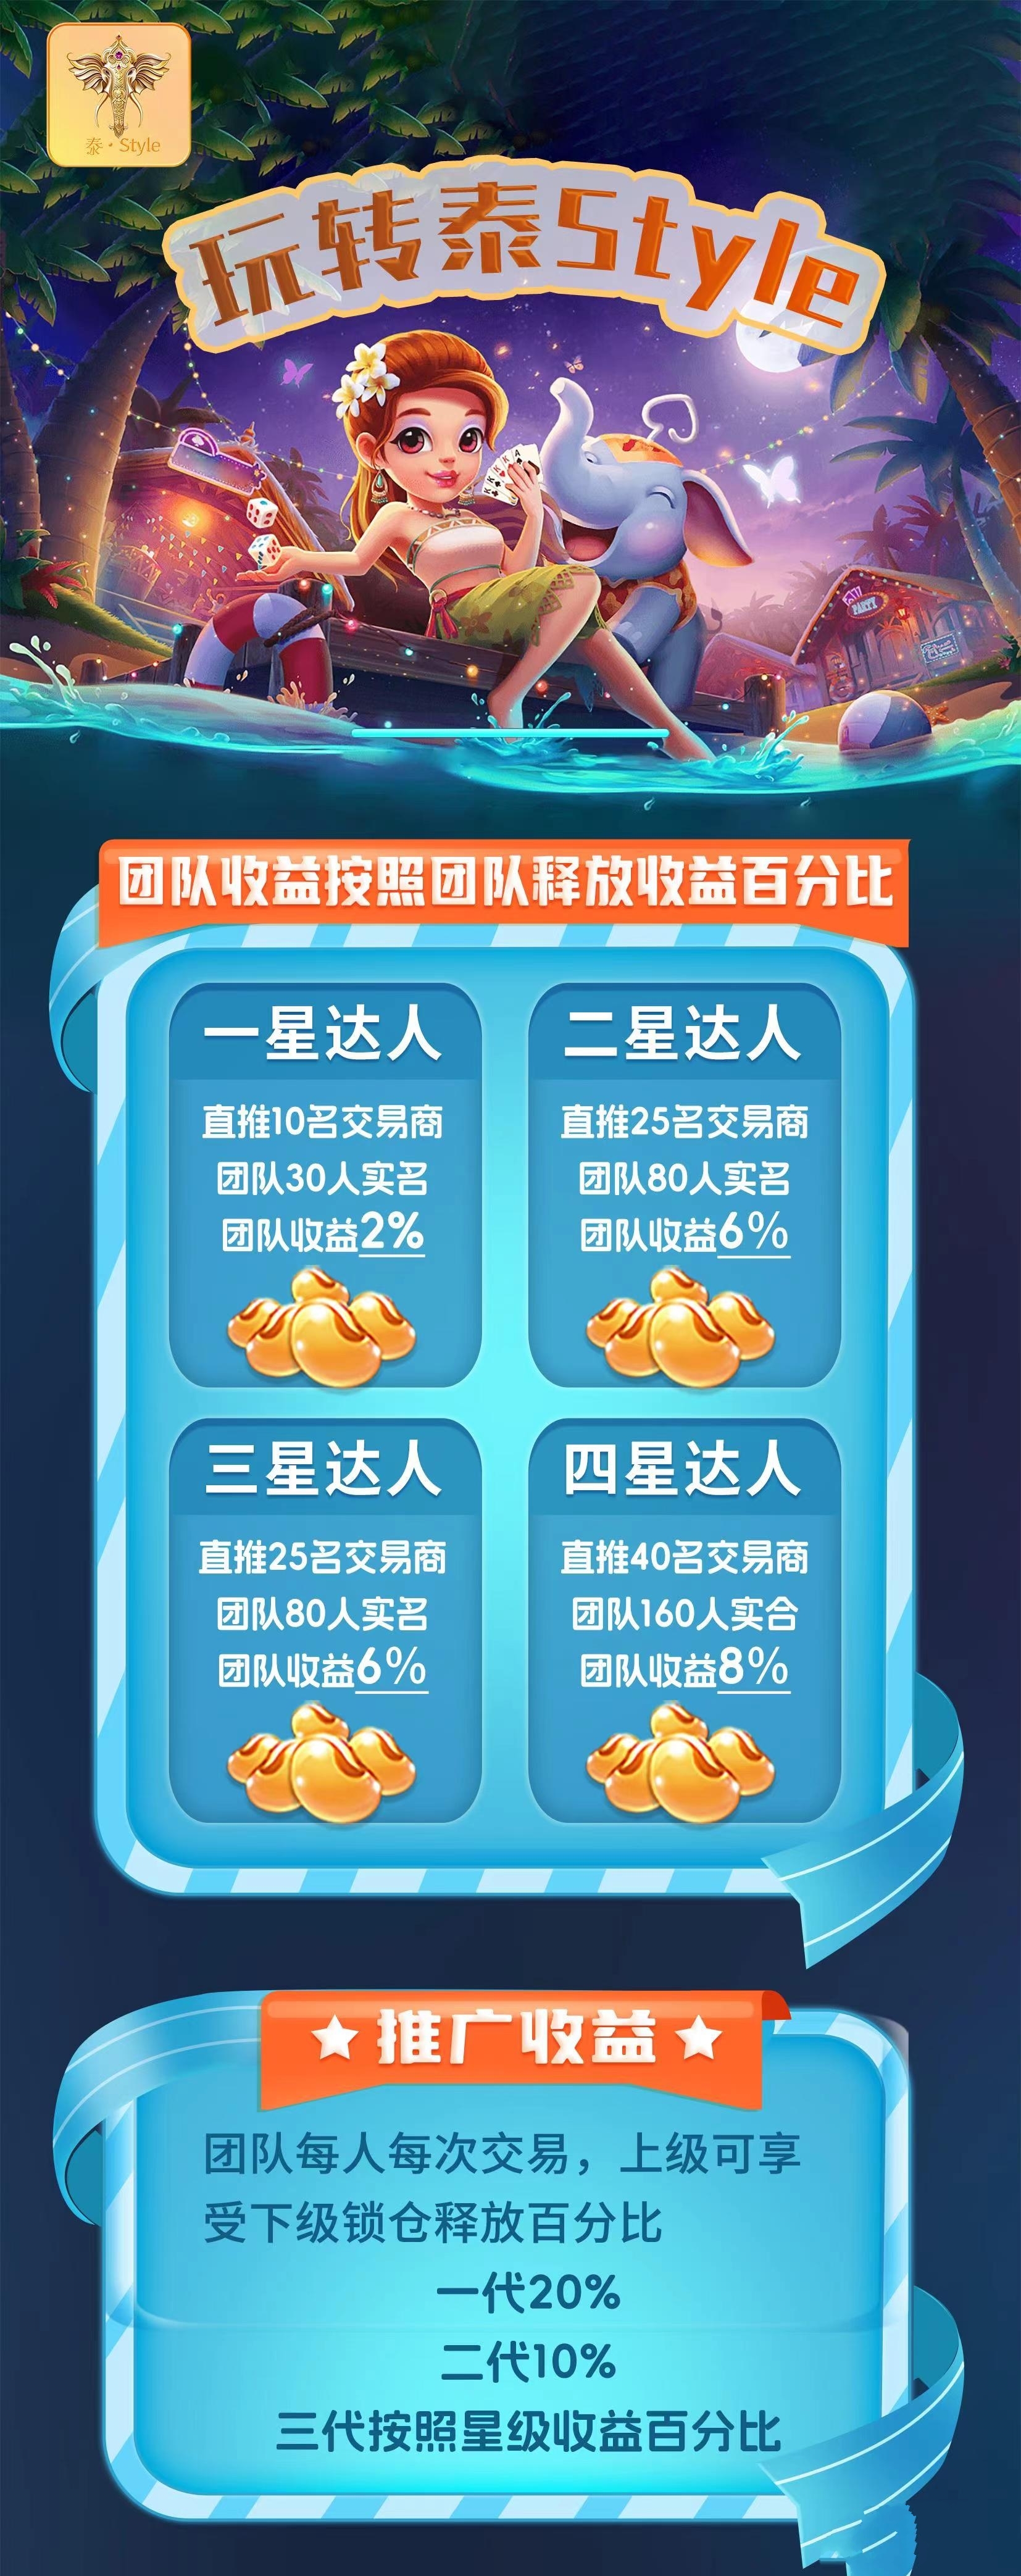 泰·Style
玩转泰Style
PARTY
团队收益按照团队释放收益百分比
一星达人
直推10名交易商
团队30人实名
团队收益2%
二星达人
直推25名交易商
团队80人实名
团队收益6%
三星达人
直推25名交易商
团队80人实名
团队收益6%
四星达人
直推40名交易商
团队160人实合
团队收益8%
推广收益
团队每人每次交易，上级可享
受下级锁仓释放百分比
一代20%
二代10%
三代按照星级收益百分比